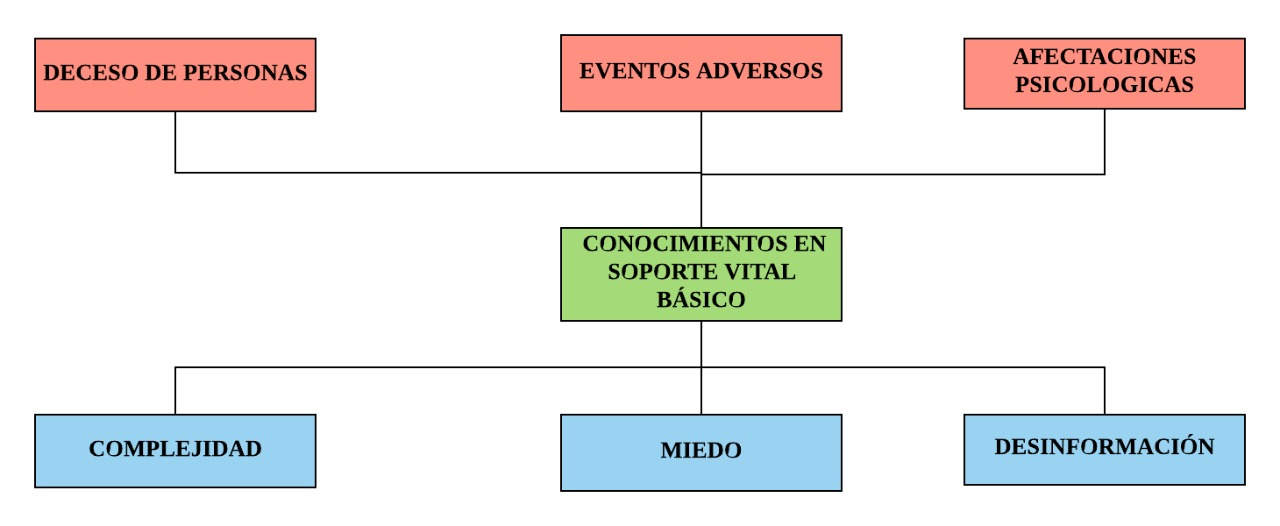 DECESO DE PERSONAS
EVENTOS ADVERSOS
AFECTACIONES
PSICOLOGICAS
CONOCIMIENTOS EN
SOPORTE VITAL
BÁSICO
COMPLEJIDAD
MIEDO
DESINFORMACIÓN